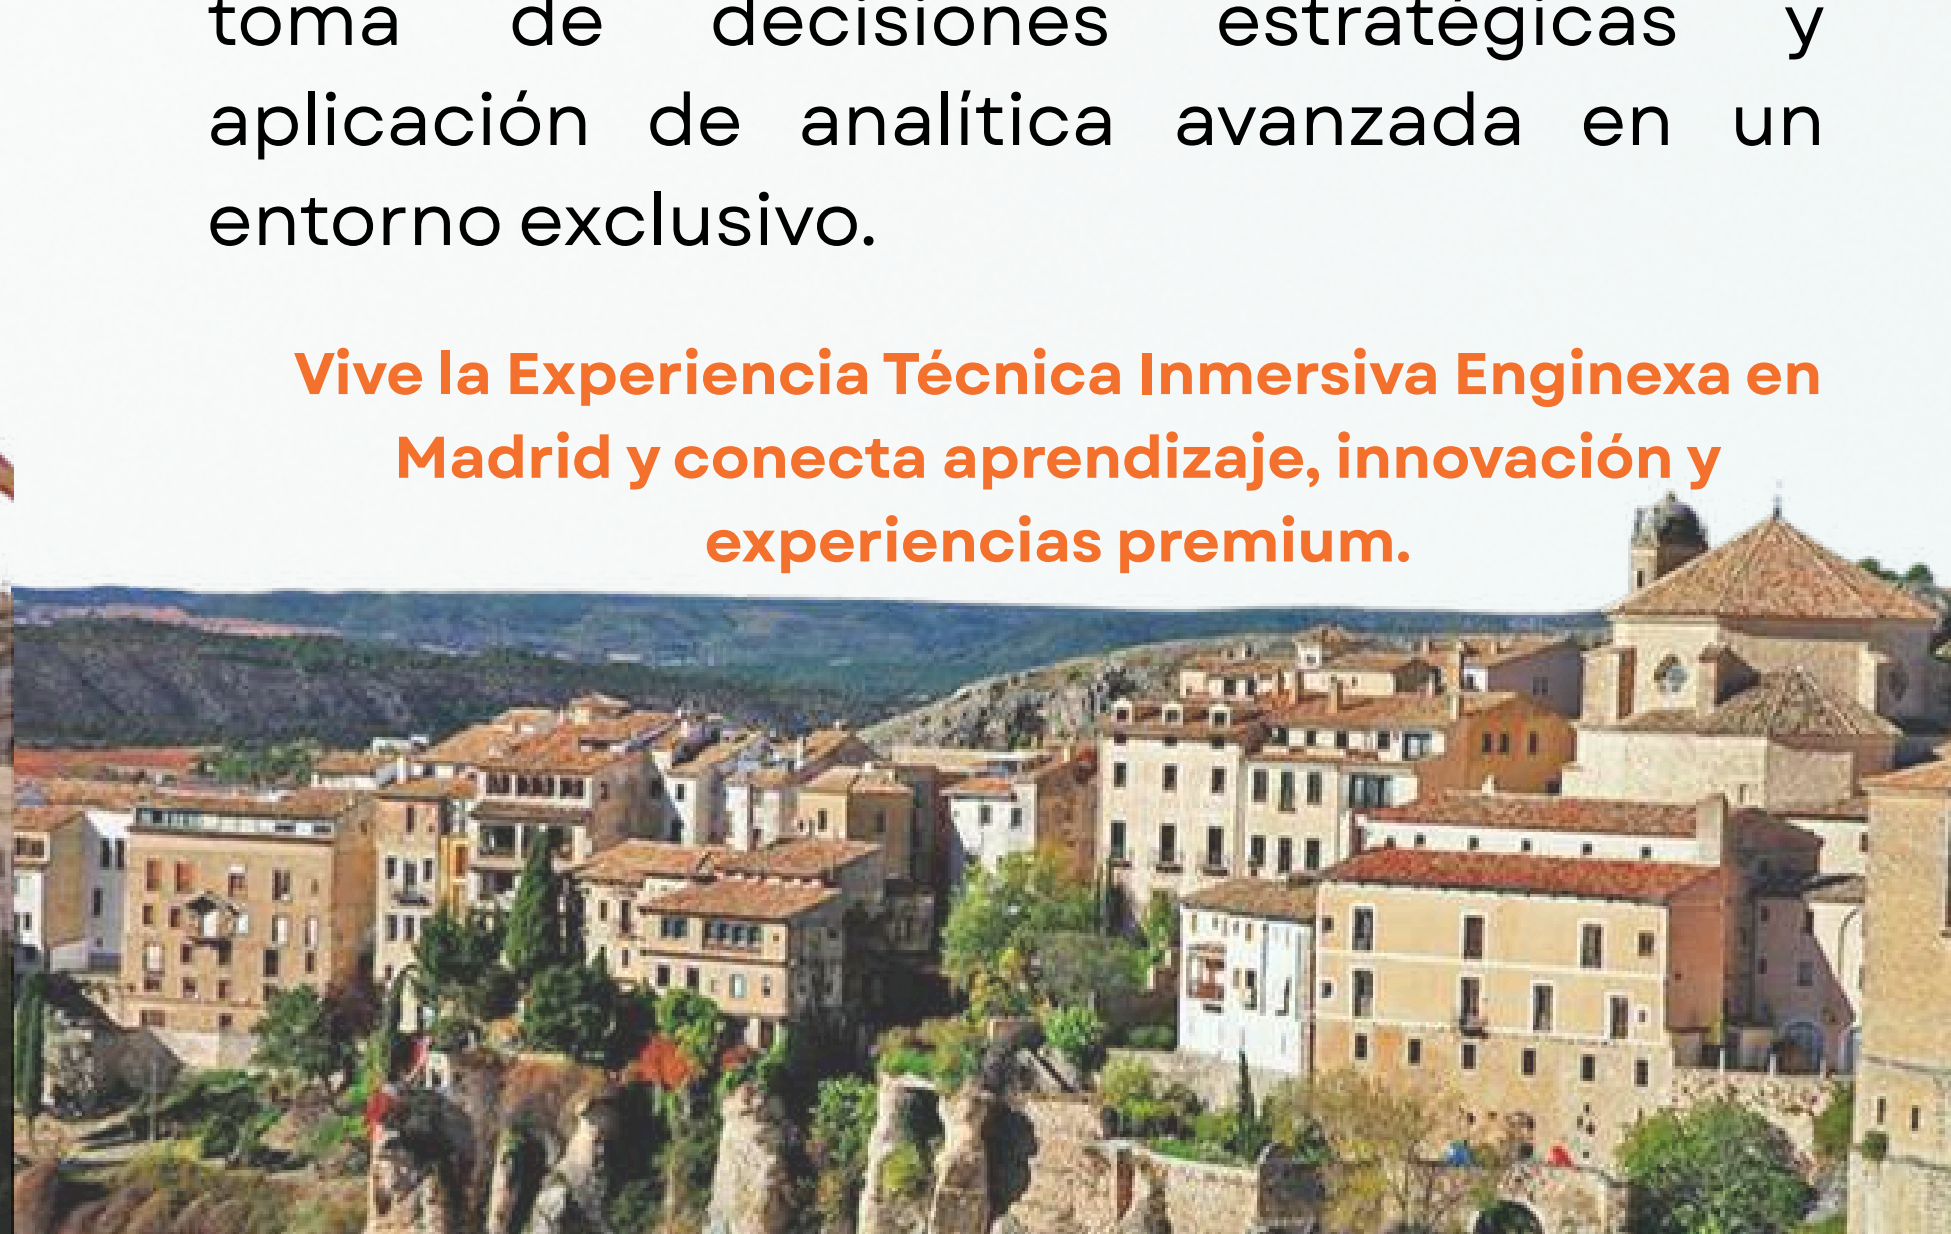 toma de decisiones estratégicas y
aplicación de analítica avanzada en un
entorno exclusivo.
Vive la Experiencia Técnica Inmersiva Enginexa en
Madrid y conecta aprendizaje, innovación y
experiencias premium.